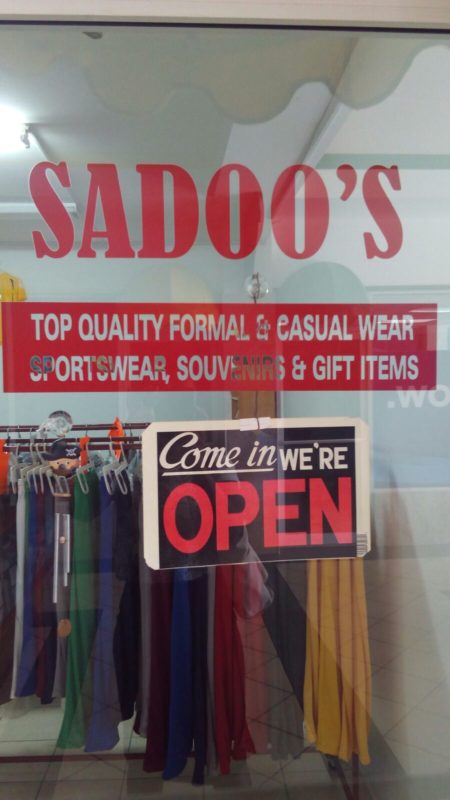 SADOO'S
TOP QUALITY FORMAL & CASUAL WEAR
SPORTSWEAR, SOUVENIRS & GIFT ITEMS
Come in WE'RE
OPEN